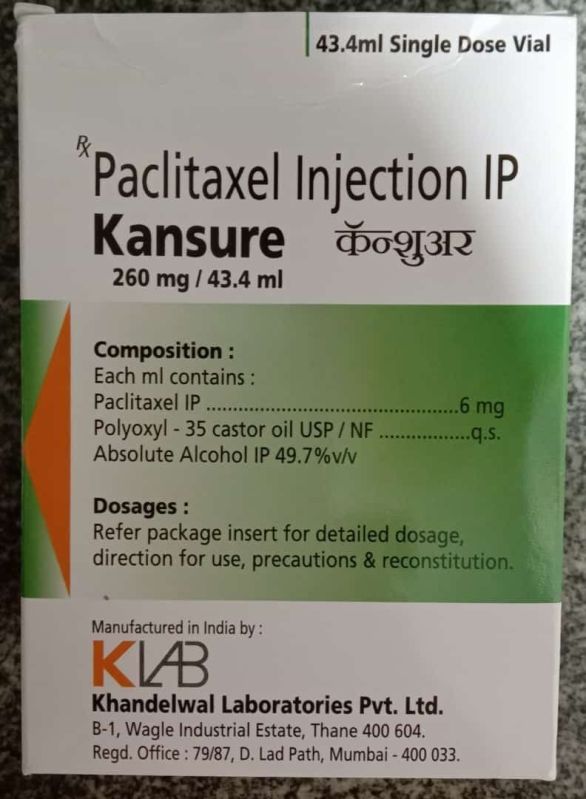 43.4ml Single Dose Vial
Rx
Paclitaxel Injection IP
Kansure कॅन्शुअर
260 mg / 43.4 ml
Composition :
Each ml contains :
Paclitaxel IP ................................................6 mg
Polyoxyl - 35 castor oil USP / NF .................q.s.
Absolute Alcohol IP 49.7%v/v
Dosages :
Refer package insert for detailed dosage,
direction for use, precautions & reconstitution.
Manufactured in India by :
KLAB
Khandelwal Laboratories Pvt. Ltd.
B-1, Wagle Industrial Estate, Thane 400 604.
Regd. Office : 79/87, D. Lad Path, Mumbai - 400 033.